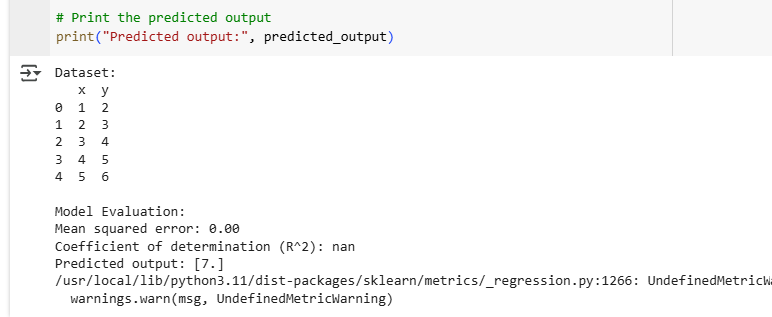 # Print the predicted output
print("Predicted output:", predicted_output)
Dataset:
x y
0 1 2
1 2 3
2 3 4
3 4 5
4 5 6
Model Evaluation:
Mean squared error: 0.00
Coefficient of determination (R^2): nan
Predicted output: [7.]
/usr/local/lib/python3.11/dist-packages/sklearn/metrics/_regression.py:1266: UndefinedMetricWa
warnings.warn(msg, UndefinedMetricWarning)